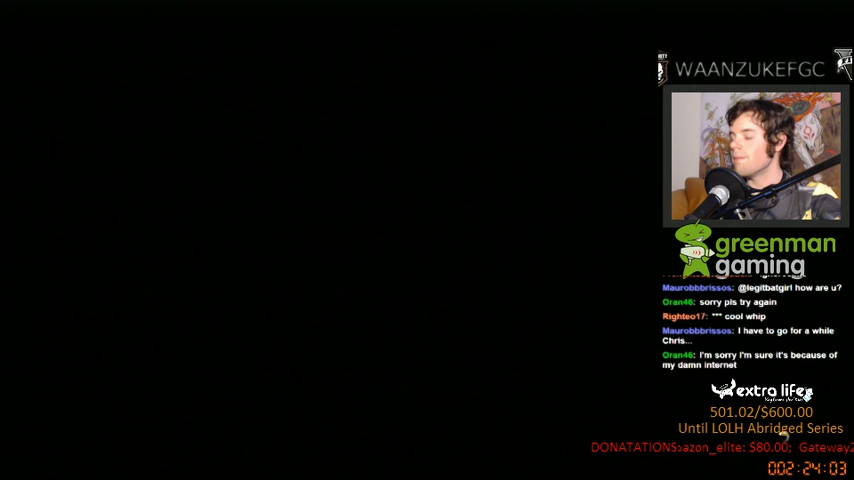 WAANZUKEFGC
greenman
gaming
Maurobbbrissos: @legitbatgirl how are u?
Oran46: sorry pls try again
Righteo17: *** cool whip
Maurobbbrissos: I have to go for a while
Chris...
Oran46: I'm sorry I'm sure it's because of
my damn internet
extra life
501.02/$600.00
Until LOLH Abridged Series
DONATATIONS azon_elite: $80.00; Gateway2
002:24:03